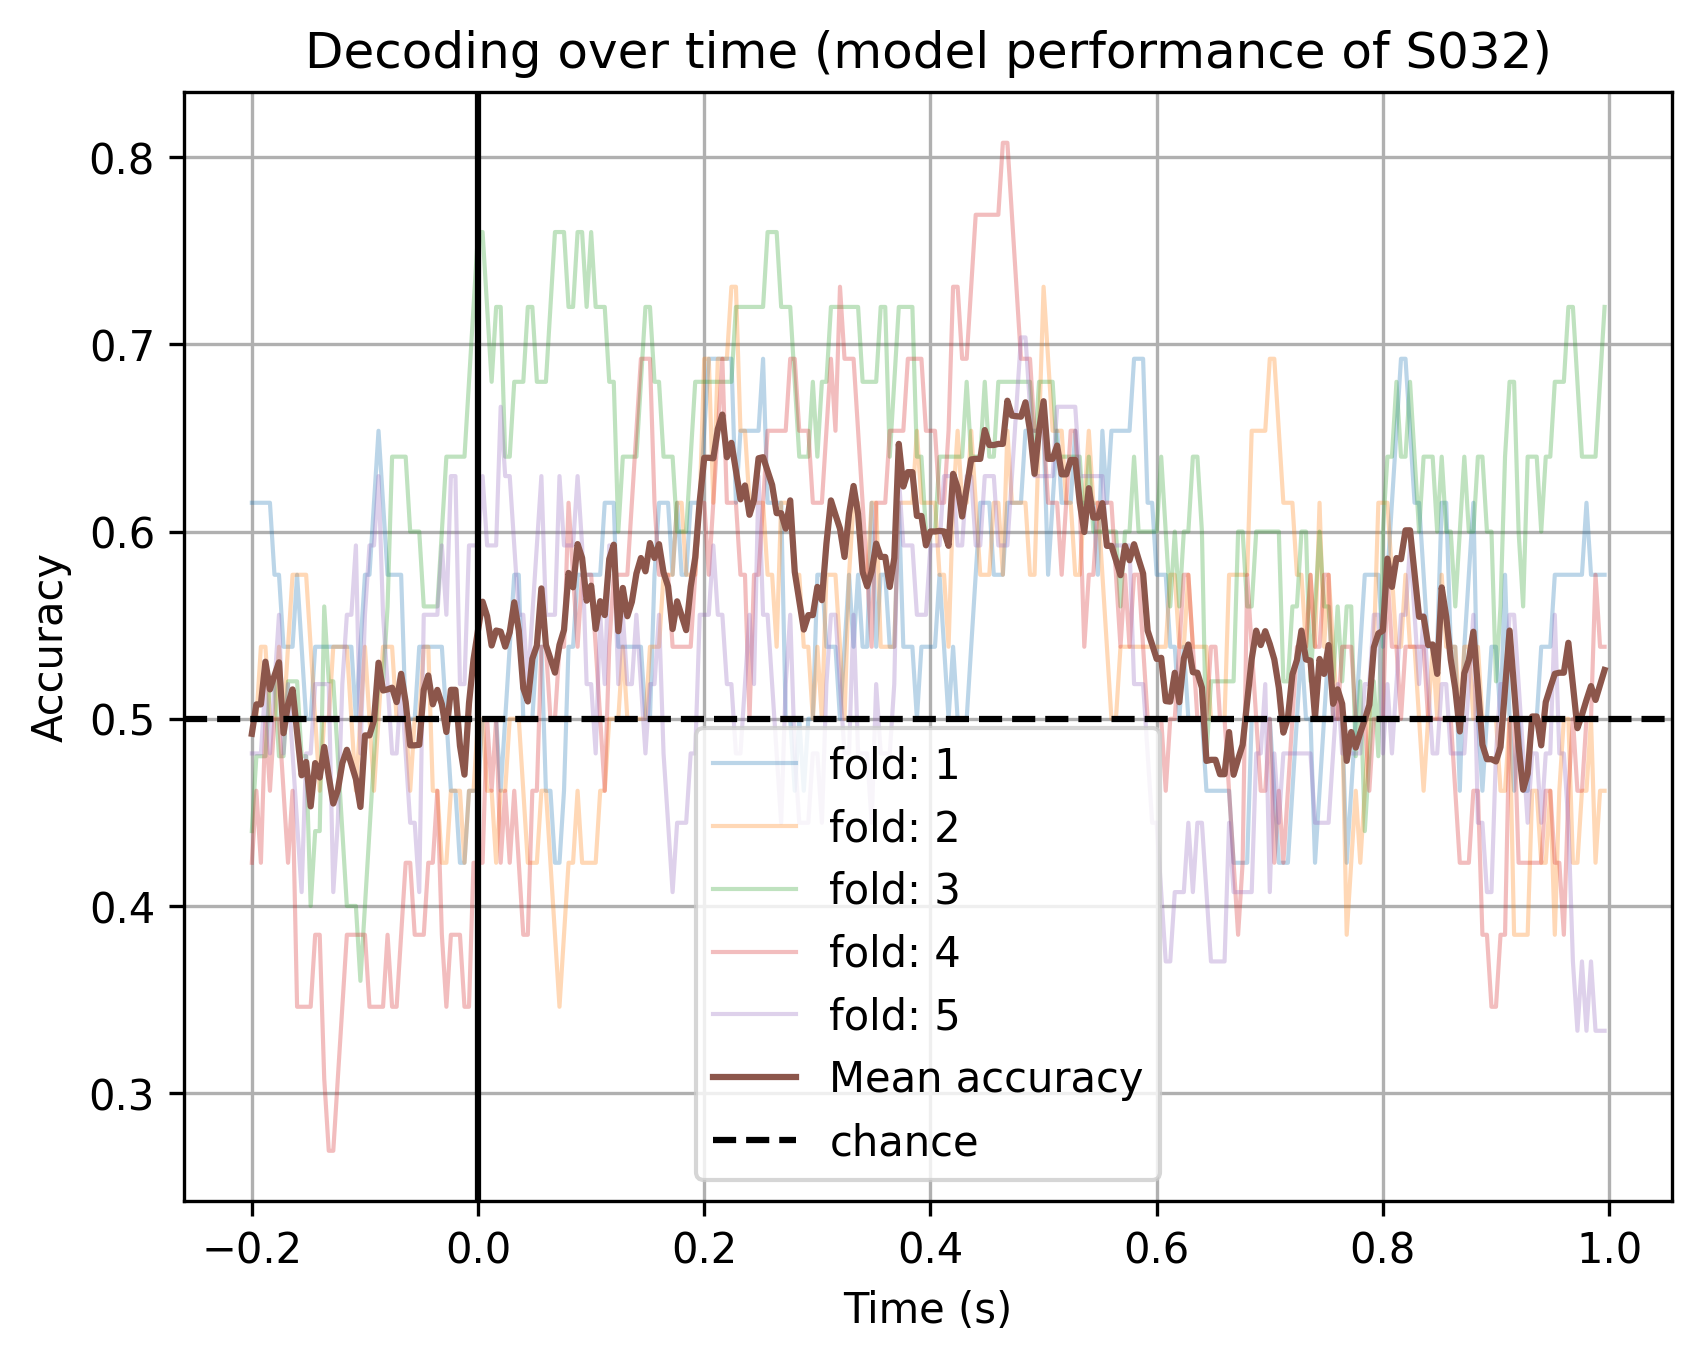 Decoding over time (model performance of S032)
0.8
0.7
0.6
0.5
0.4
0.3
Accuracy
fold: 1
fold: 2
fold: 3
fold: 4
fold: 5
Mean accuracy
chance
−0.2 0.0 0.2 0.4 0.6 0.8 1.0
Time (s)